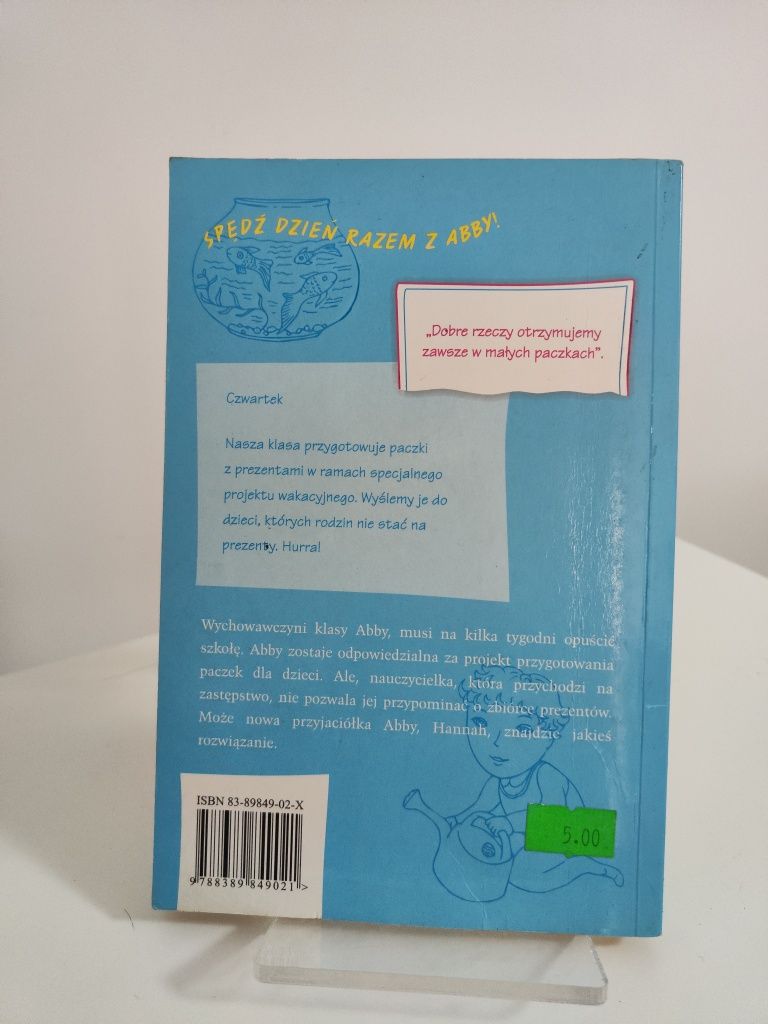 SPĘDŹ DZIEŃ RAZEM Z ABBY!
„Dobre rzeczy otrzymujemy
zawsze w małych paczkach”.
Czwartek
Nasza klasa przygotowuje paczki
z prezentami w ramach specjalnego
projektu wakacyjnego. Wyślemy je do
dzieci, których rodzin nie stać na
prezenty. Hurra!
Wychowawczyni klasy Abby, musi na kilka tygodni opuścić
szkołę. Abby zostaje odpowiedzialna za projekt przygotowania
paczek dla dzieci. Ale, nauczycielka, która przychodzi na
zastępstwo, nie pozwala jej przypominać o zbiórce prezentów.
Może nowa przyjaciółka Abby, Hannah, znajdzie jakieś
rozwiązanie.
ISBN 83-89849-02-X
9 788389 849021 >
5.00